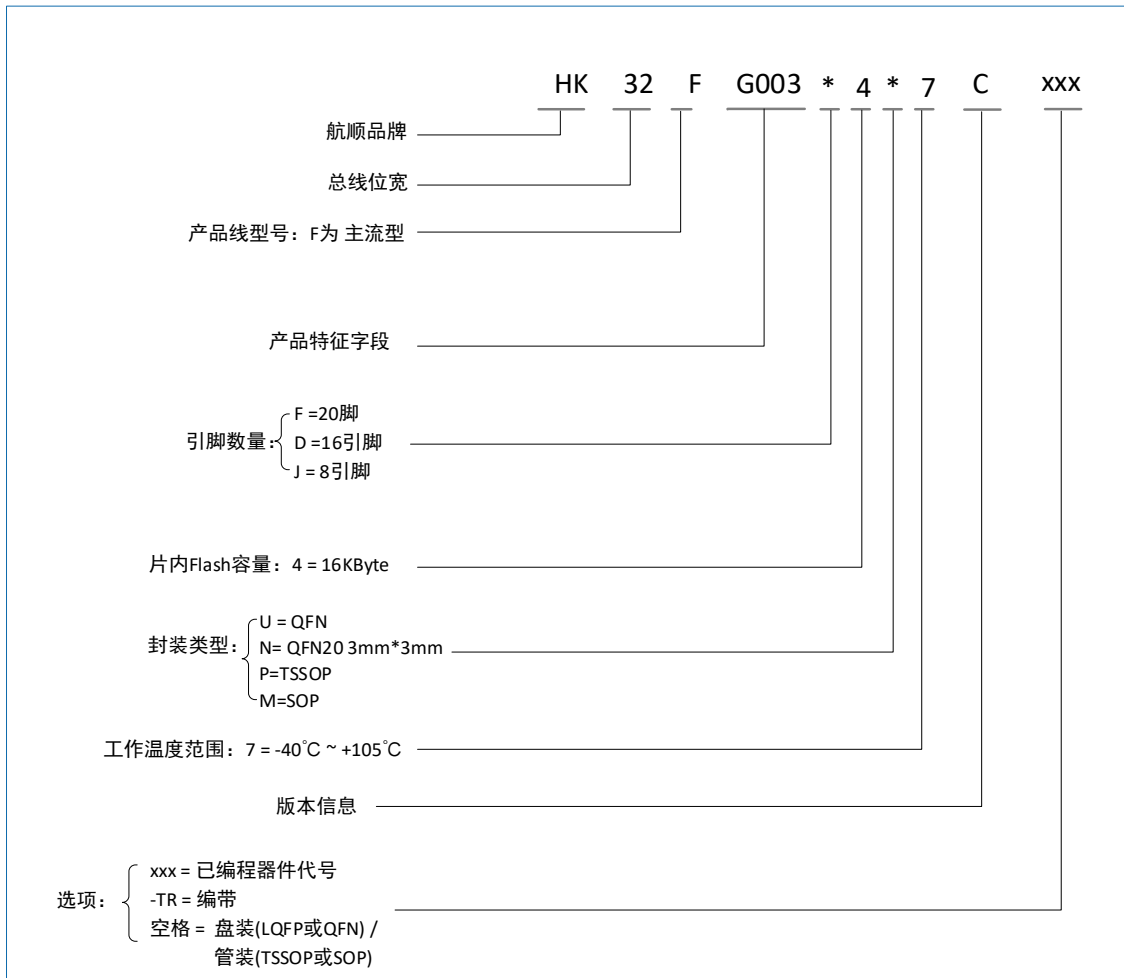 HK 32 F G003 * 4 * 7 C xxx
航顺品牌
总线位宽
产品线型号：F为 主流型
产品特征字段
引脚数量：
F =20脚
D =16引脚
J = 8引脚
片内Flash容量：4 = 16KByte
封装类型：
U = QFN
N= QFN20 3mm*3mm
P=TSSOP
M=SOP
工作温度范围：7 = -40℃ ~ +105℃
版本信息
选项：
xxx = 已编程器件代号
-TR = 编带
空格 = 盘装(LQFP或QFN) /
管装(TSSOP或SOP)